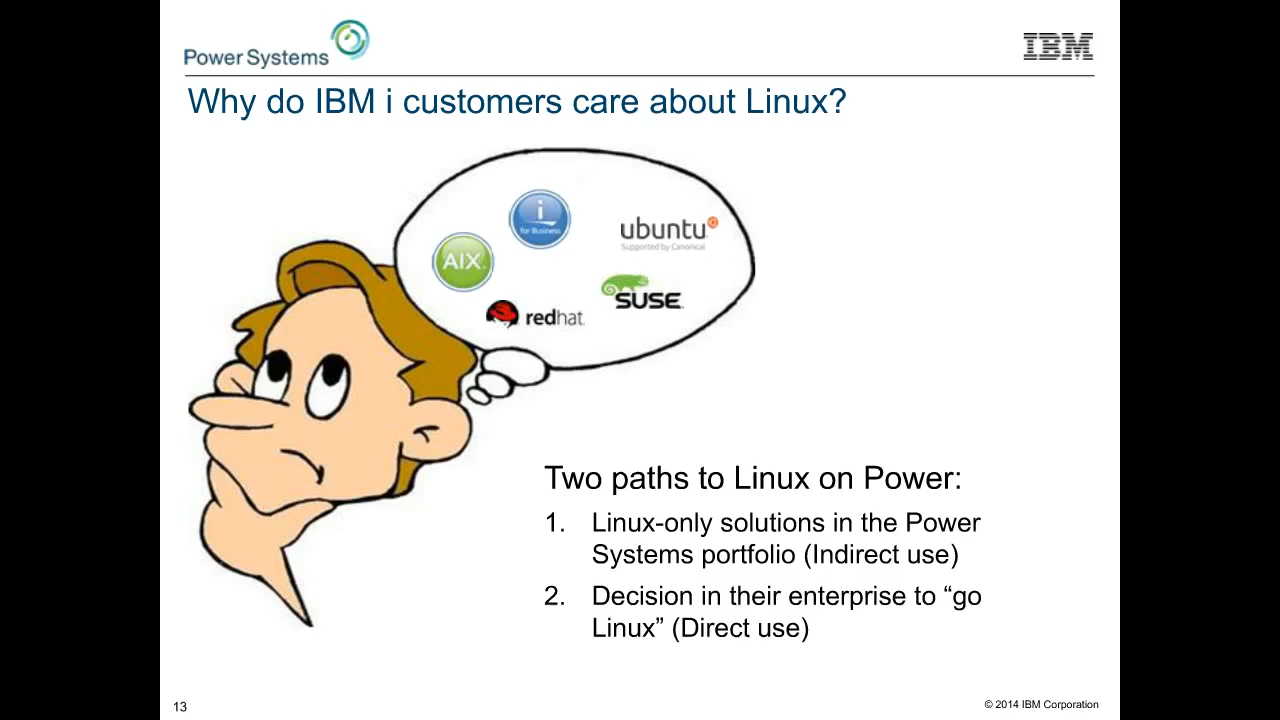 Power Systems
IBM
Why do IBM i customers care about Linux?
i
for Business
ubuntu
Supported by Canonical
AIX
SUSE
redhat
Two paths to Linux on Power:
1. Linux-only solutions in the Power
Systems portfolio (Indirect use)
2. Decision in their enterprise to “go
Linux” (Direct use)
13
© 2014 IBM Corporation